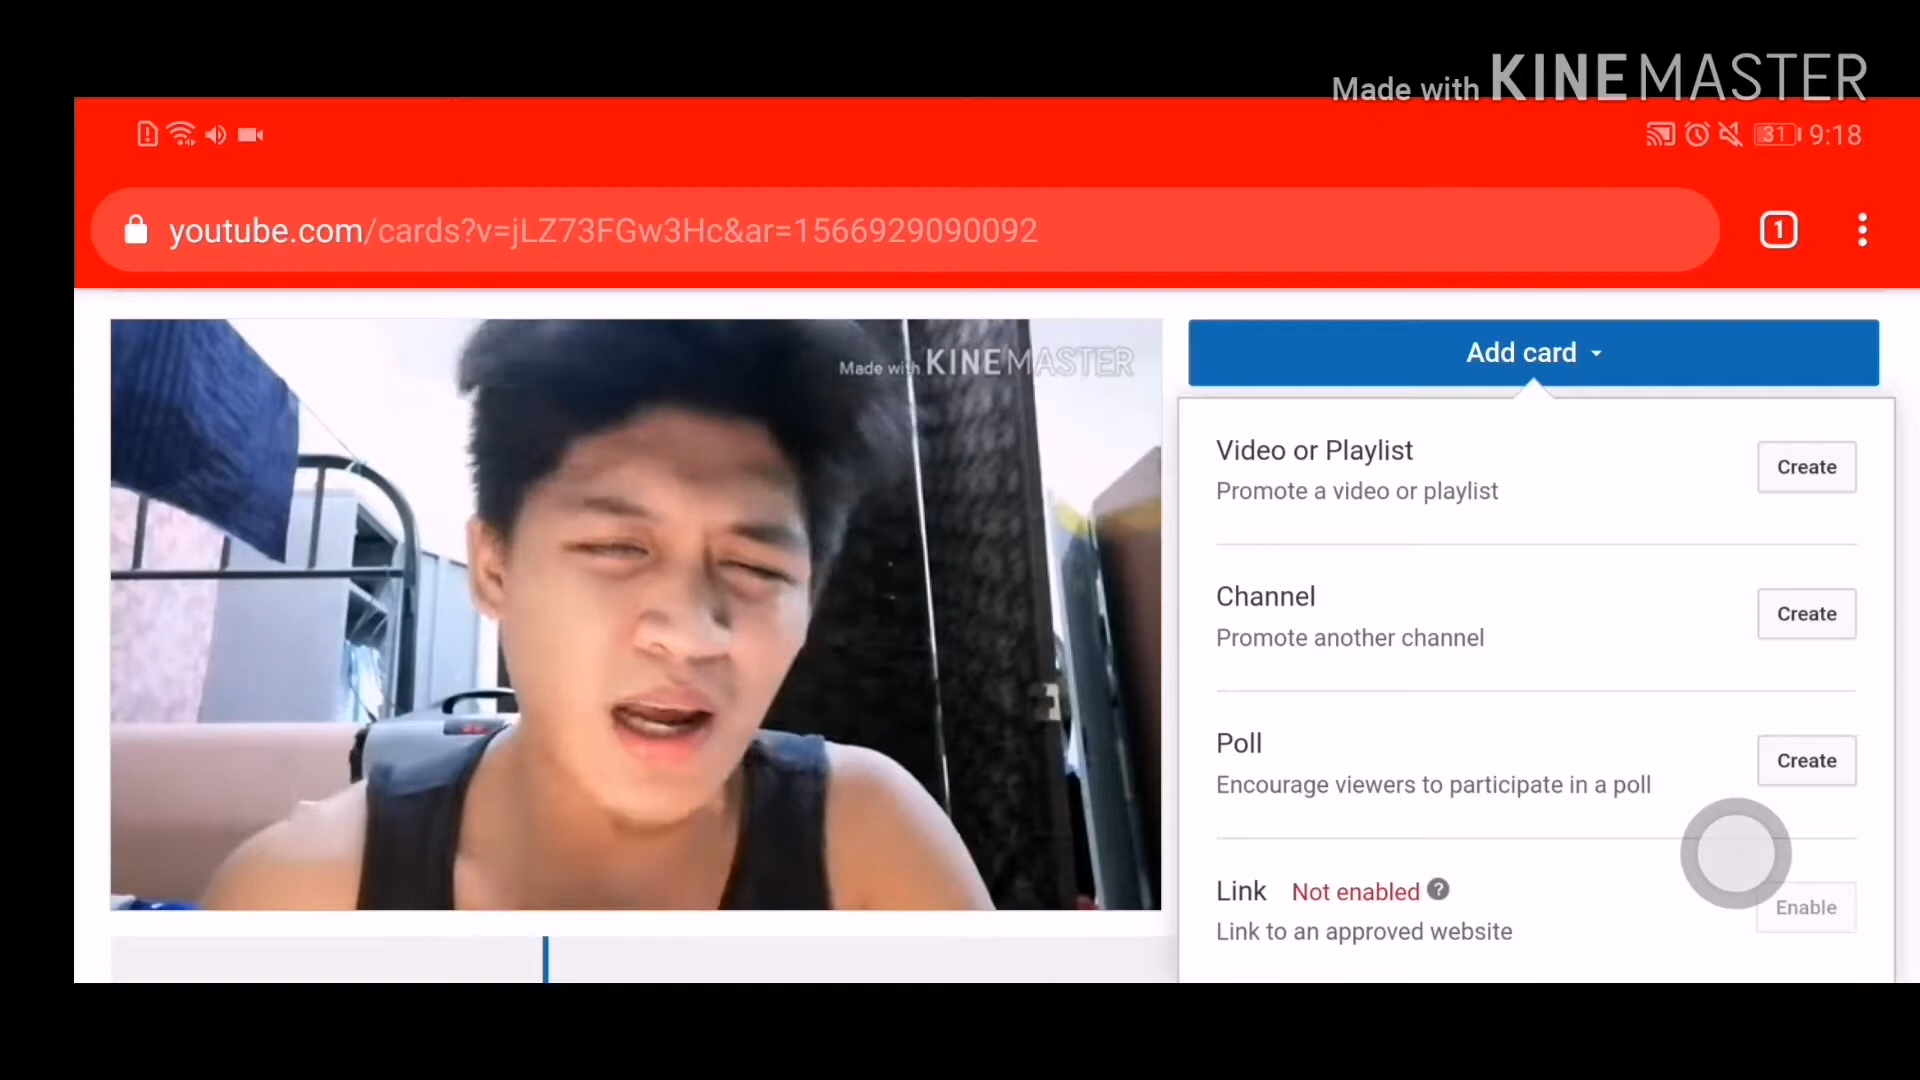 Made with KINEMASTER
31 9:18
youtube.com/cards?v=jLZ73FGw3Hc&ar=1566929090092
1
Made with KINEMASTER
Add card
Video or Playlist
Create
Promote a video or playlist
Channel
Create
Promote another channel
Poll
Create
Encourage viewers to participate in a poll
Link Not enabled ?
Enable
Link to an approved website